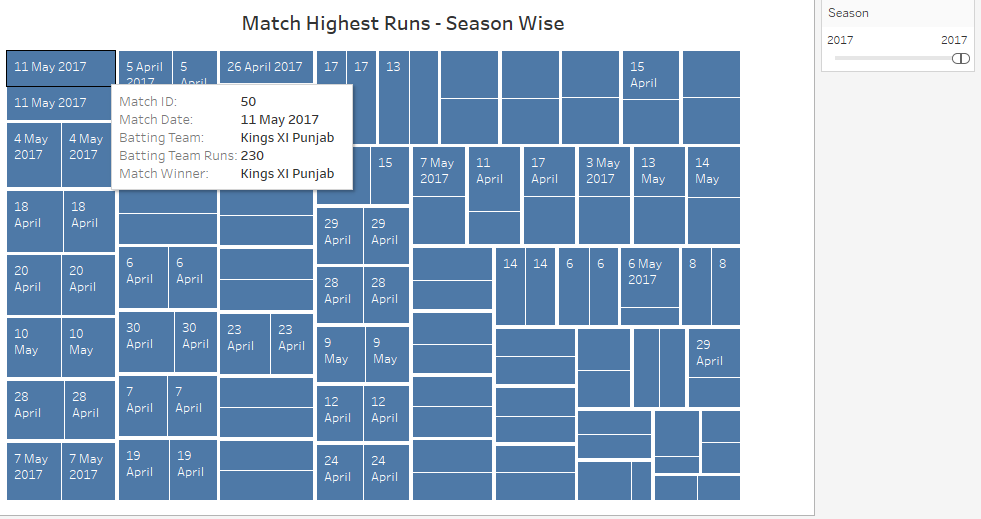 Match Highest Runs - Season Wise
Season
2017 2017
11 May 2017
5 April 2017
5 April
26 April 2017
17
17
13
15 April
11 May 2017
Match ID: 50
Match Date: 11 May 2017
Batting Team: Kings XI Punjab
Batting Team Runs: 230
Match Winner: Kings XI Punjab
4 May 2017
4 May 2017
15
7 May 2017
11 April
17 April
3 May 2017
13 May
14 May
18 April
18 April
29 April
29 April
20 April
20 April
6 April
6 April
28 April
28 April
14
14
6
6
6 May 2017
8
8
10 May
10 May
30 April
30 April
23 April
23 April
9 May
9 May
29 April
28 April
28 April
7 April
7 April
12 April
12 April
7 May 2017
7 May 2017
19 April
19 April
24 April
24 April